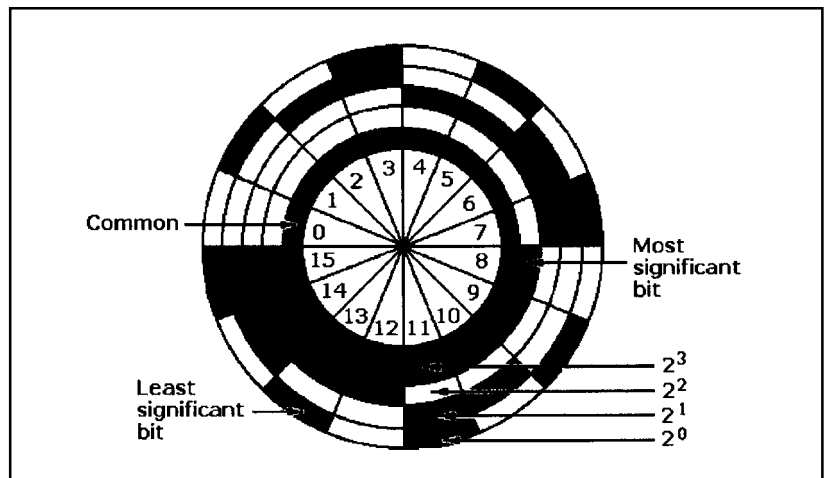 Common
0
1
2
3
4
5
6
7
8
9
10
11
12
13
14
15
Most
significant
bit
2³
2²
2¹
2⁰
Least
significant
bit